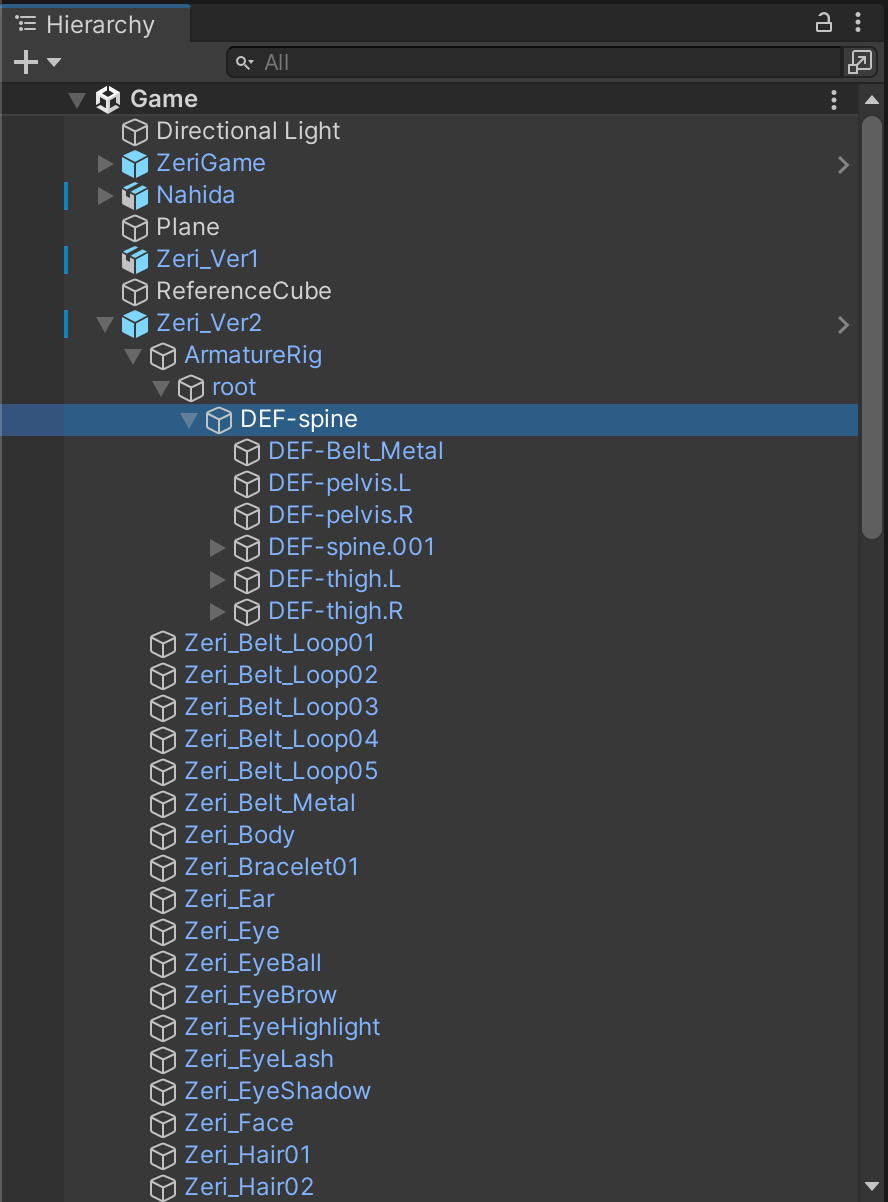 Hierarchy
All
Game
Directional Light
ZeriGame
Nahida
Plane
Zeri_Ver1
ReferenceCube
Zeri_Ver2
ArmatureRig
root
DEF-spine
DEF-Belt_Metal
DEF-pelvis.L
DEF-pelvis.R
DEF-spine.001
DEF-thigh.L
DEF-thigh.R
Zeri_Belt_Loop01
Zeri_Belt_Loop02
Zeri_Belt_Loop03
Zeri_Belt_Loop04
Zeri_Belt_Loop05
Zeri_Belt_Metal
Zeri_Body
Zeri_Bracelet01
Zeri_Ear
Zeri_Eye
Zeri_EyeBall
Zeri_EyeBrow
Zeri_EyeHighlight
Zeri_EyeLash
Zeri_EyeShadow
Zeri_Face
Zeri_Hair01
Zeri_Hair02